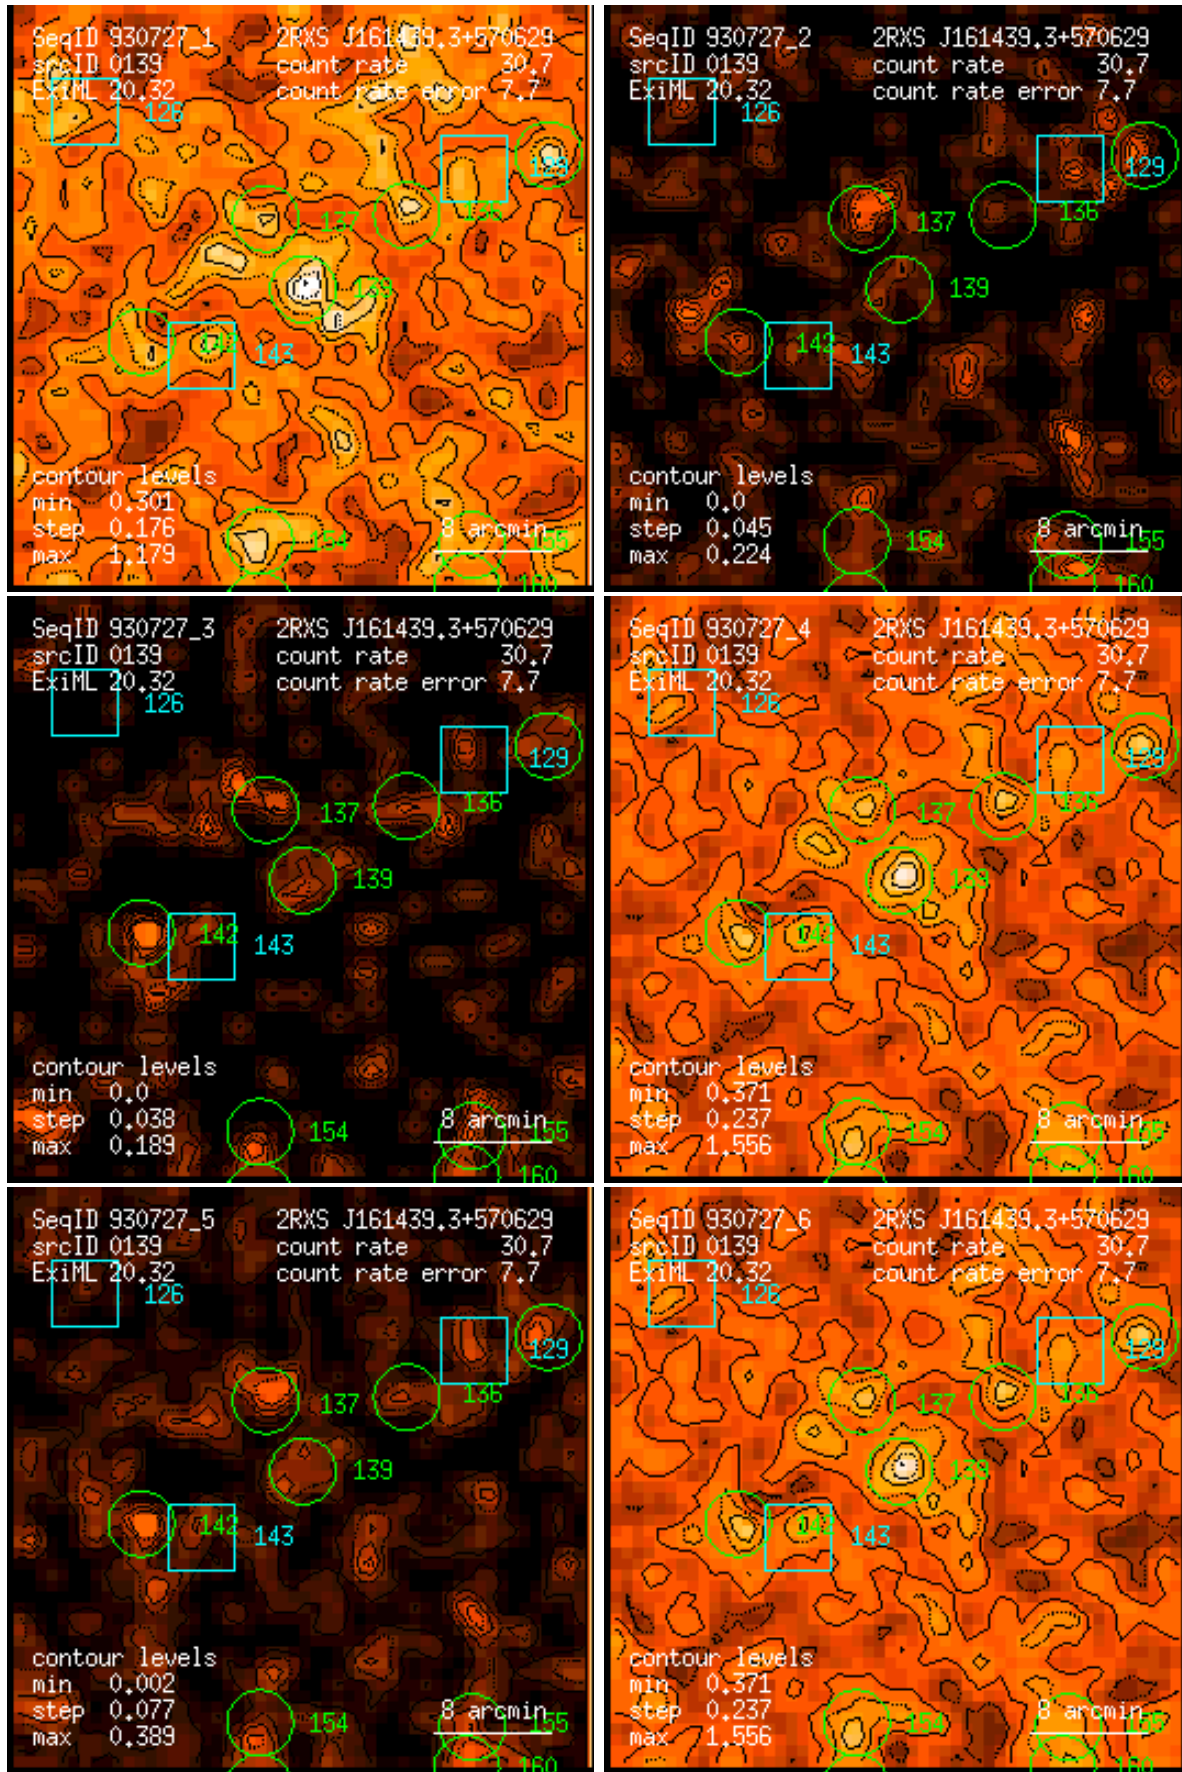 SeqID 930727_1 2RXS J161439.3+570629
srcID 0139 count rate 30.7
ExiML 20.32 count rate error 7.7
126
129
136
137
139
142 143
contour levels
min 0.301
step 0.176
max 1.179
8 arcmin
154 155
160
SeqID 930727_2 2RXS J161439.3+570629
srcID 0139 count rate 30.7
ExiML 20.32 count rate error 7.7
126
129
136
137
139
142 143
contour levels
min 0.0
step 0.045
max 0.224
8 arcmin
154 155
160
SeqID 930727_3 2RXS J161439.3+570629
srcID 0139 count rate 30.7
ExiML 20.32 count rate error 7.7
126
129
136
137
139
142 143
contour levels
min 0.0
step 0.038
max 0.189
8 arcmin
154 155
160
SeqID 930727_4 2RXS J161439.3+570629
srcID 0139 count rate 30.7
ExiML 20.32 count rate error 7.7
126
129
136
137
139
142 143
contour levels
min 0.371
step 0.237
max 1.556
8 arcmin
154 155
160
SeqID 930727_5 2RXS J161439.3+570629
srcID 0139 count rate 30.7
ExiML 20.32 count rate error 7.7
126
129
136
137
139
142 143
contour levels
min 0.002
step 0.077
max 0.389
8 arcmin
154 155
160
SeqID 930727_6 2RXS J161439.3+570629
srcID 0139 count rate 30.7
ExiML 20.32 count rate error 7.7
126
129
136
137
139
142 143
contour levels
min 0.371
step 0.237
max 1.556
8 arcmin
154 155
160